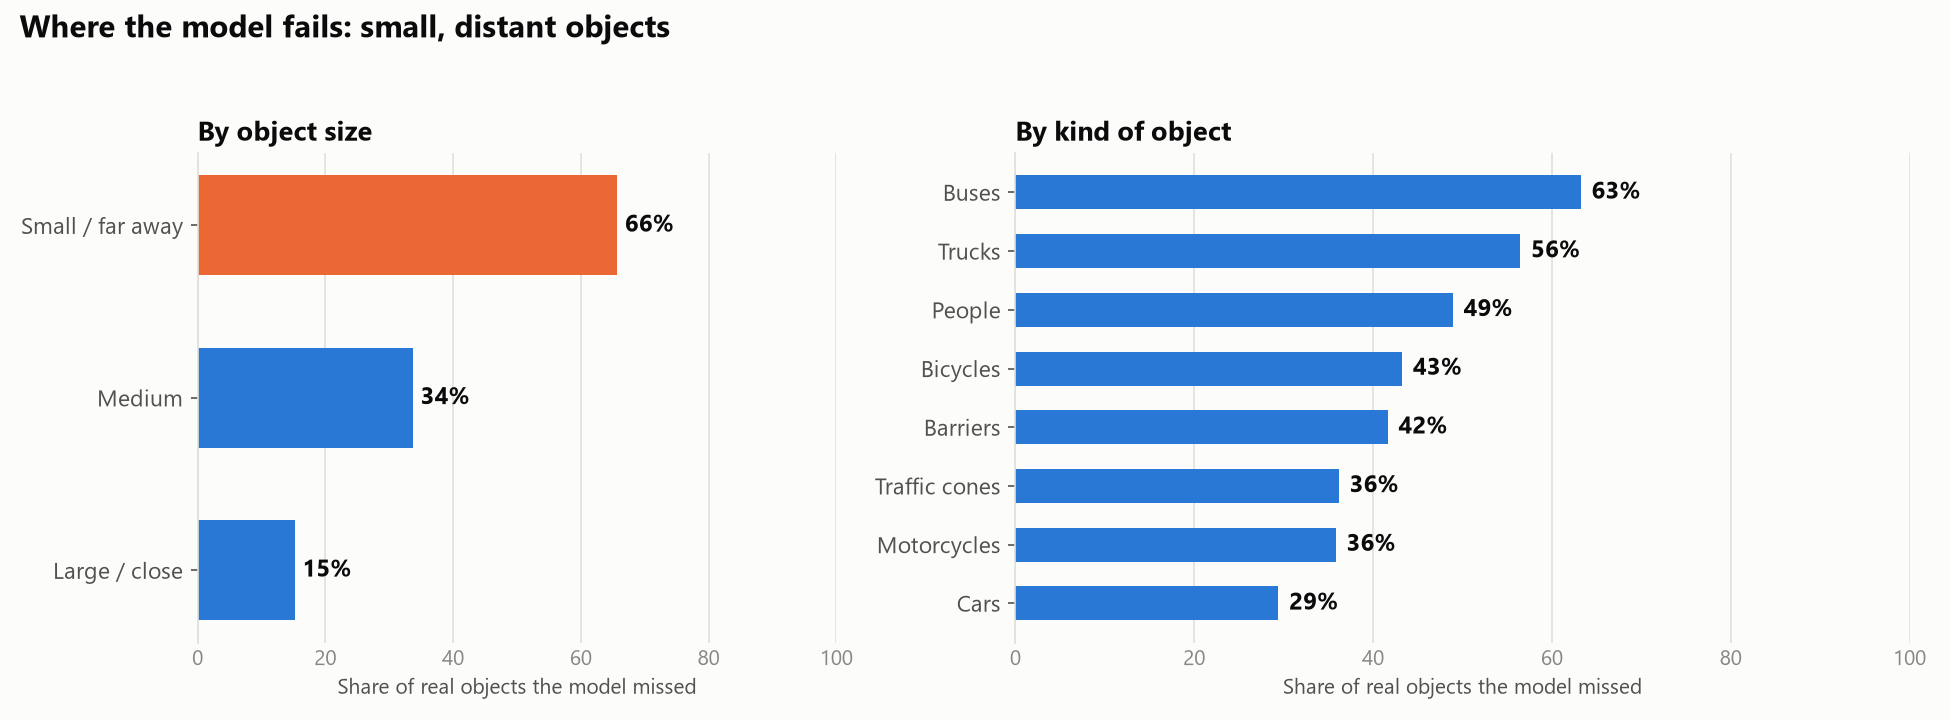 Where the model fails: small, distant objects
By object size
Small / far away
66%
Medium
34%
Large / close
15%
0 20 40 60 80 100
Share of real objects the model missed
By kind of object
Buses
63%
Trucks
56%
People
49%
Bicycles
43%
Barriers
42%
Traffic cones
36%
Motorcycles
36%
Cars
29%
0 20 40 60 80 100
Share of real objects the model missed